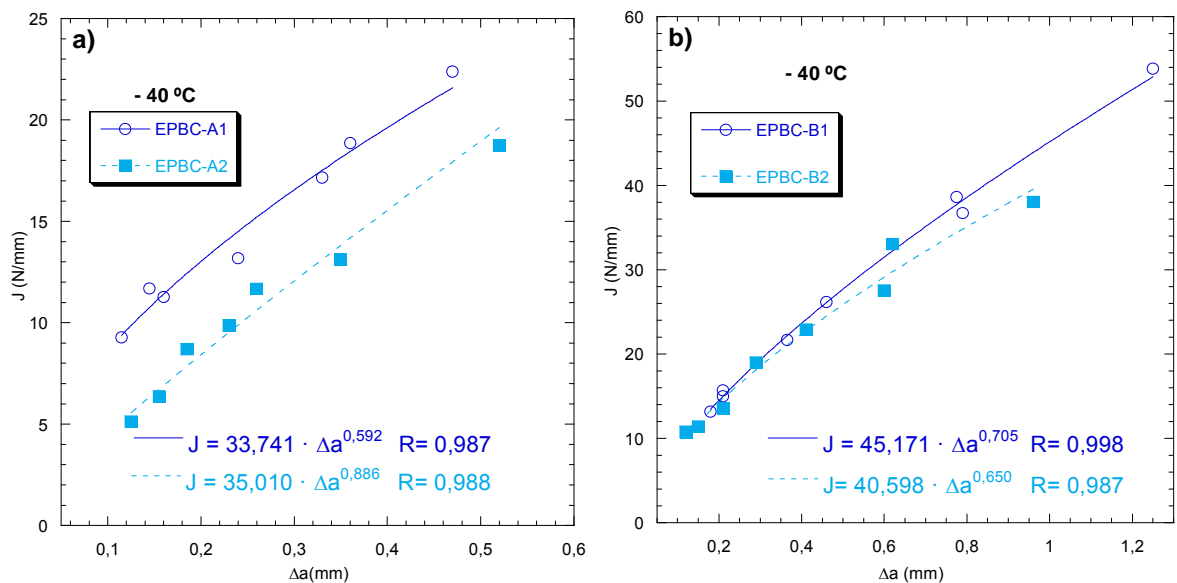 a)
- 40 ºC
EPBC-A1
EPBC-A2
J = 33,741 · Δa^0,592 R= 0,987
J = 35,010 · Δa^0,886 R= 0,988
J (N/mm)
25
20
15
10
5
0
0,1 0,2 0,3 0,4 0,5 0,6
Δa(mm)
b)
- 40 ºC
EPBC-B1
EPBC-B2
J = 45,171 · Δa^0,705 R= 0,998
J= 40,598 · Δa^0,650 R= 0,987
J (N/mm)
60
50
40
30
20
10
0
0,2 0,4 0,6 0,8 1 1,2
Δa (mm)